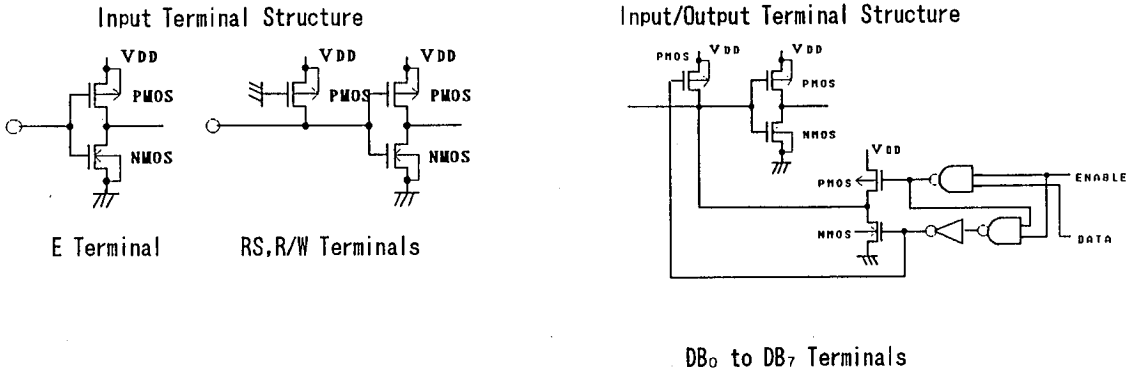 Input Terminal Structure
VDD
PMOS
NMOS
E Terminal
VDD
PMOS
VDD
PMOS
NMOS
RS,R/W Terminals
Input/Output Terminal Structure
PMOS
VDD
VDD
PMOS
NMOS
VDD
PMOS
NMOS
ENABLE
DATA
DB₀ to DB₇ Terminals